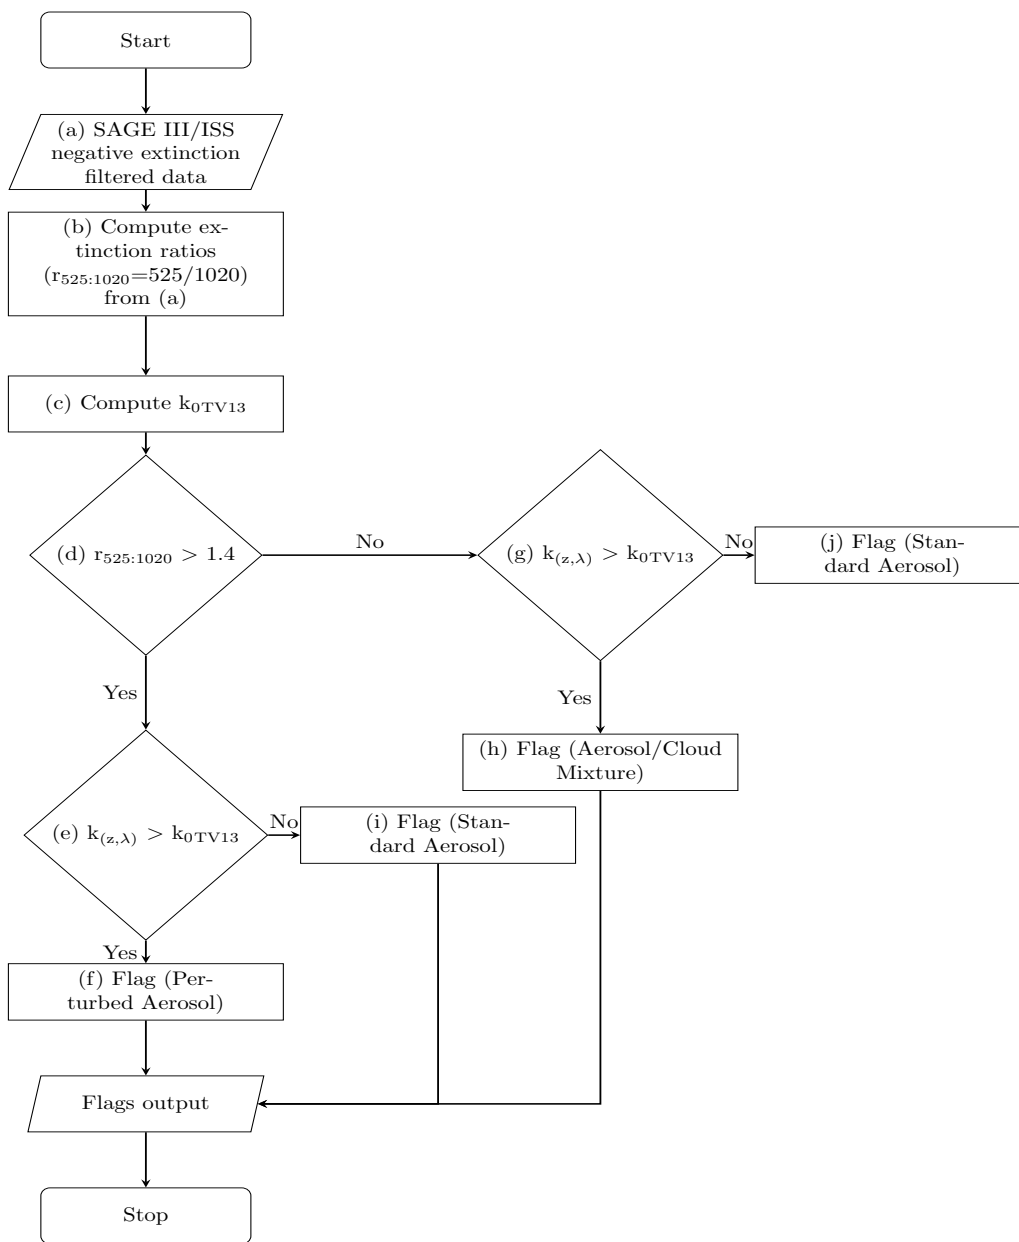 Start
(a) SAGE III/ISS
negative extinction
filtered data
(b) Compute ex-
tinction ratios
(r525:1020=525/1020)
from (a)
(c) Compute k0TV13
(d) r525:1020 > 1.4
No
(g) k(z,λ) > k0TV13
No
(j) Flag (Stan-
dard Aerosol)
Yes
Yes
(h) Flag (Aerosol/Cloud
Mixture)
(e) k(z,λ) > k0TV13
No
(i) Flag (Stan-
dard Aerosol)
Yes
(f) Flag (Per-
turbed Aerosol)
Flags output
Stop